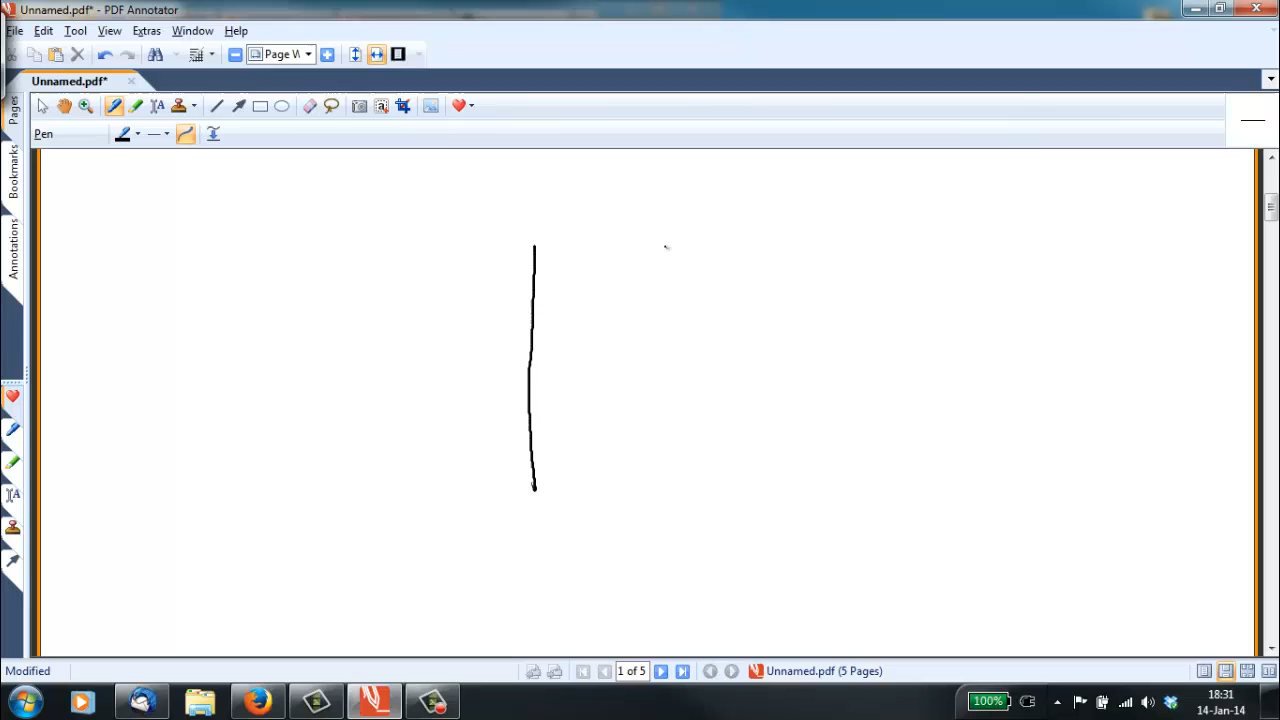 Unnamed.pdf* - PDF Annotator
File Edit Tool View Extras Window Help
Page W
Unnamed.pdf*
Pen
Pages
Bookmarks
Annotations
Modified
1 of 5
Unnamed.pdf (5 Pages)
100%
18:31
14-Jan-14